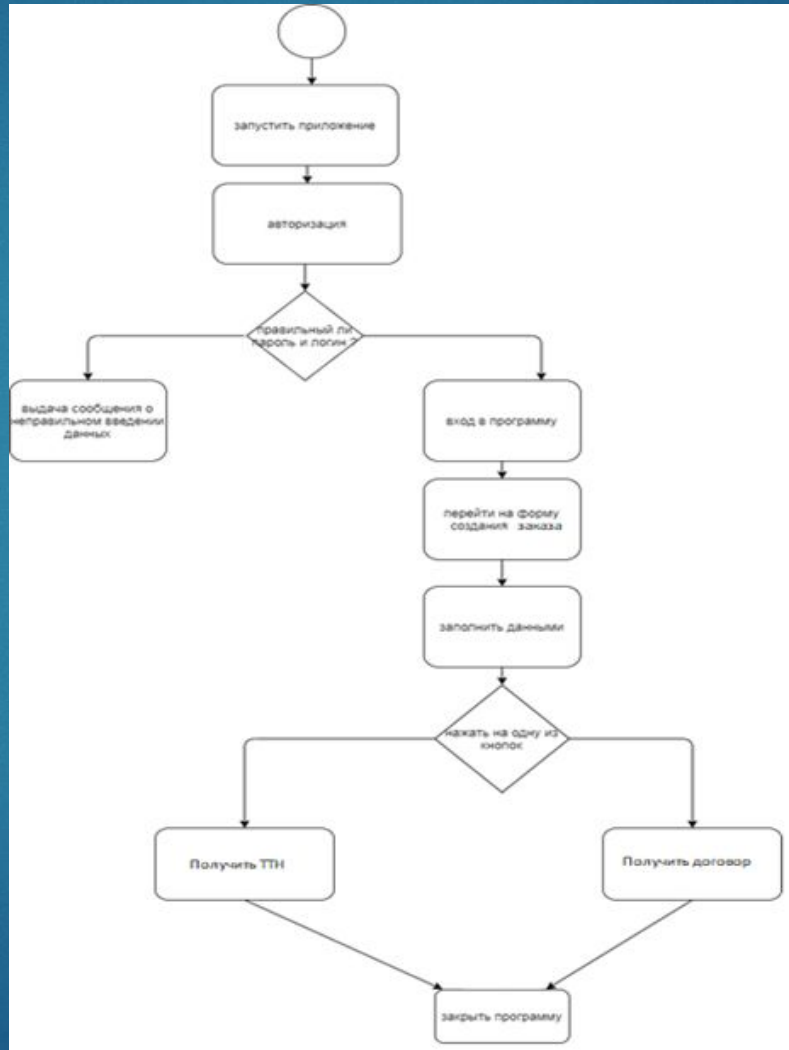 запустить приложение
авторизация
правильный ли
пароль и логин ?
выдача сообщения о
неправильном введении
данных
вход в программу
перейти на форму
создания заказа
заполнить данными
нажать на одну из
кнопок
Получить ТТН
Получить договор
закрыть программу